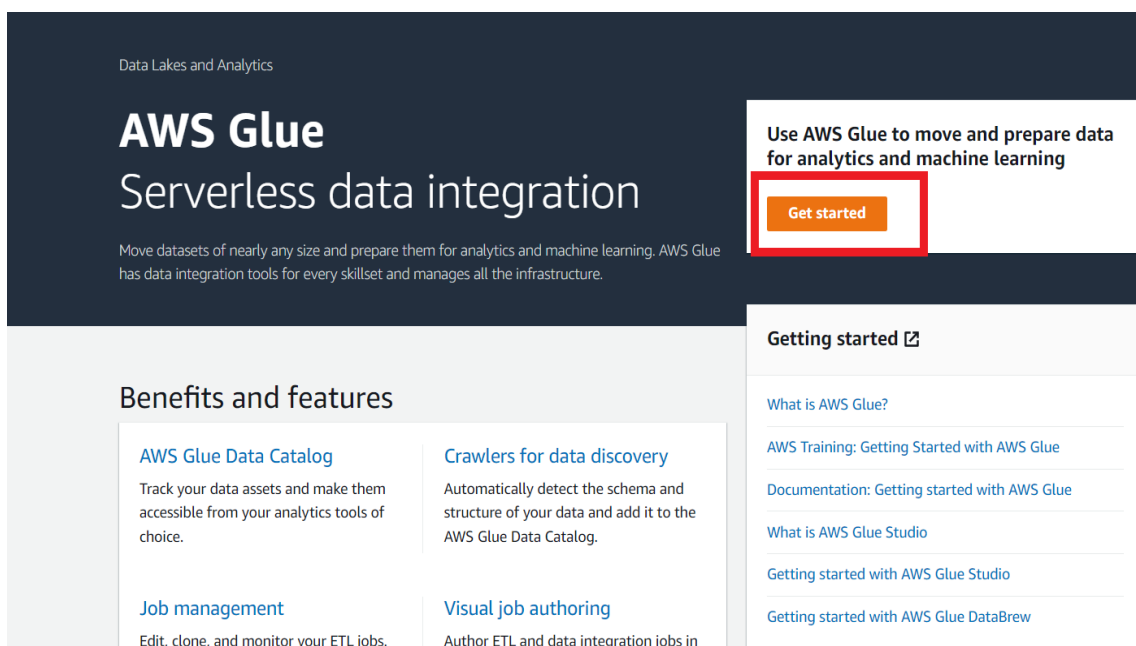 Data Lakes and Analytics
AWS Glue
Serverless data integration
Move datasets of nearly any size and prepare them for analytics and machine learning. AWS Glue
has data integration tools for every skillset and manages all the infrastructure.
Use AWS Glue to move and prepare data
for analytics and machine learning
Get started
Getting started
What is AWS Glue?
AWS Training: Getting Started with AWS Glue
Documentation: Getting started with AWS Glue
What is AWS Glue Studio
Getting started with AWS Glue Studio
Getting started with AWS Glue DataBrew
Benefits and features
AWS Glue Data Catalog
Track your data assets and make them
accessible from your analytics tools of
choice.
Crawlers for data discovery
Automatically detect the schema and
structure of your data and add it to the
AWS Glue Data Catalog.
Job management
Edit, clone, and monitor your ETL jobs.
Visual job authoring
Author ETL and data integration jobs in